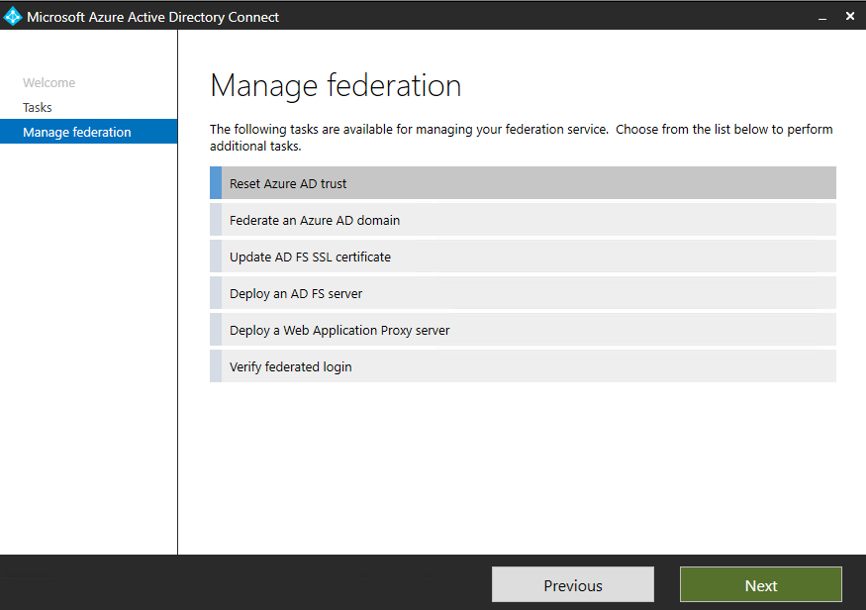 Microsoft Azure Active Directory Connect
Welcome
Tasks
Manage federation
Manage federation
The following tasks are available for managing your federation service.  Choose from the list below to perform
additional tasks.
Reset Azure AD trust
Federate an Azure AD domain
Update AD FS SSL certificate
Deploy an AD FS server
Deploy a Web Application Proxy server
Verify federated login
Previous
Next